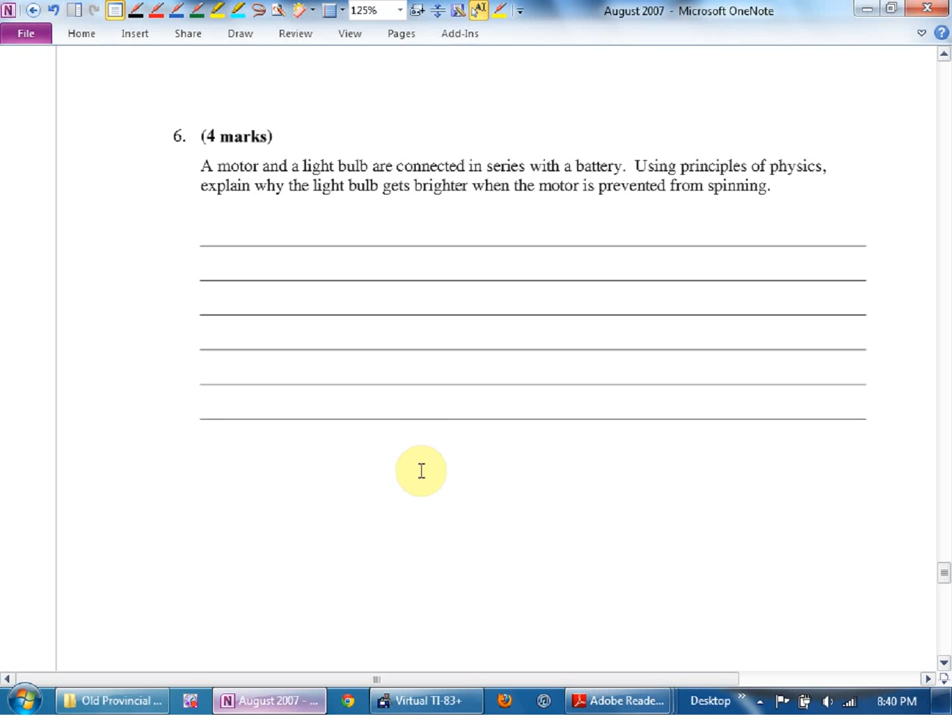 August 2007 - Microsoft OneNote
125%
File Home Insert Share Draw Review View Pages Add-Ins
6. (4 marks)
A motor and a light bulb are connected in series with a battery. Using principles of physics,
explain why the light bulb gets brighter when the motor is prevented from spinning.
Old Provincial ... August 2007 - ... Virtual TI-83+ Adobe Reade... Desktop 8:40 PM